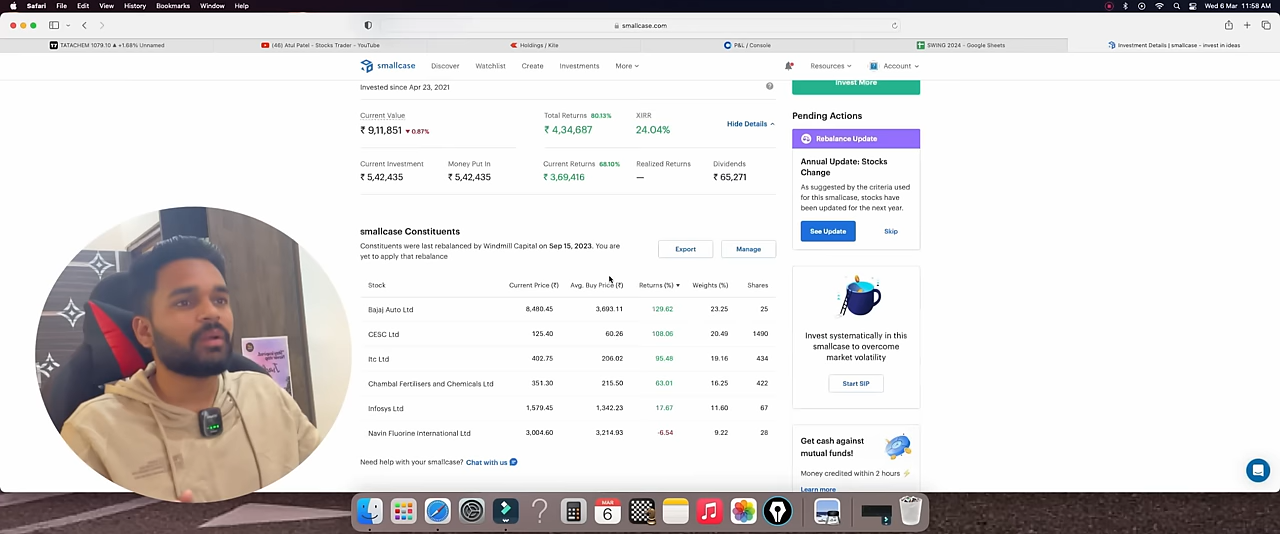 Safari File Edit View History Bookmarks Window Help
Wed 6 Mar 11:58 AM
smallcase.com
TATACHEM 1079.10 ▲ +1.68% Unnamed
(46) Atul Patel - Stocks Trader - YouTube
Holdings / Kite
P&L / Console
SWING 2024 - Google Sheets
Investment Details | smallcase - invest in ideas
smallcase Discover Watchlist Create Investments More Resources Account
Invested since Apr 23, 2021
Current Value Total Returns 80.13% XIRR
₹ 9,11,851 ▼ 0.87% ₹ 4,34,687 24.04% Hide Details
Current Investment Money Put In Current Returns 68.10% Realized Returns Dividends
₹ 5,42,435 ₹ 5,42,435 ₹ 3,69,416 — ₹ 65,271
smallcase Constituents
Constituents were last rebalanced by Windmill Capital on Sep 15, 2023. You are
yet to apply that rebalance
Export Manage
Stock Current Price (₹) Avg. Buy Price (₹) Returns (%) ▼ Weights (%) Shares
Bajaj Auto Ltd 8,480.45 3,693.11 129.62 23.25 25
CESC Ltd 125.40 60.26 108.06 20.49 1490
Itc Ltd 402.75 206.02 95.48 19.16 434
Chambal Fertilisers and Chemicals Ltd 351.30 215.50 63.01 16.25 422
Infosys Ltd 1,579.45 1,342.23 17.67 11.60 67
Navin Fluorine International Ltd 3,004.60 3,214.93 -6.54 9.22 28
Need help with your smallcase? Chat with us
Invest More
Pending Actions
Rebalance Update
Annual Update: Stocks
Change
As suggested by the criteria used
for this smallcase, stocks have
been updated for the next year.
See Update Skip
Invest systematically in this
smallcase to overcome
market volatility
Start SIP
Get cash against
mutual funds!
Money credited within 2 hours ⚡
Learn more
MAR
6